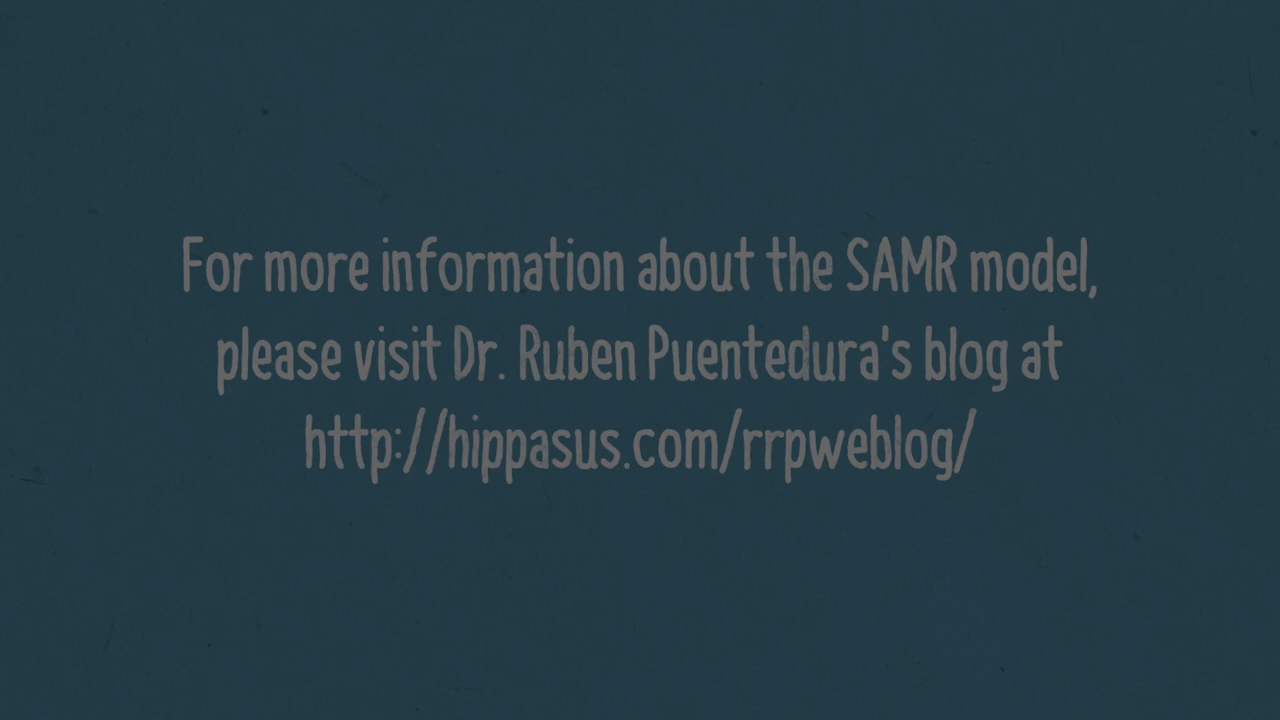 For more information about the SAMR model,
please visit Dr. Ruben Puentedura's blog at
http://hippasus.com/rrpweblog/